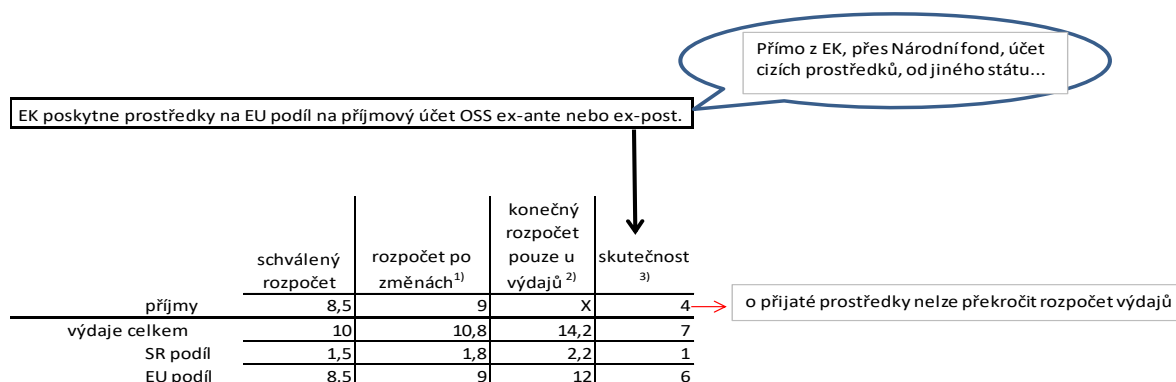 Přímo z EK, přes Národní fond, účet
cizích prostředků, od jiného státu...
EK poskytne prostředky na EU podíl na příjmový účet OSS ex-ante nebo ex-post.
schválený rozpočet | rozpočet po změnách 1) | konečný rozpočet pouze u výdajů 2) | skutečnost 3)
příjmy 8,5 9 X 4
o přijaté prostředky nelze překročit rozpočet výdajů
výdaje celkem 10 10,8 14,2 7
SR podíl 1,5 1,8 2,2 1
EU podíl 8,5 9 12 6